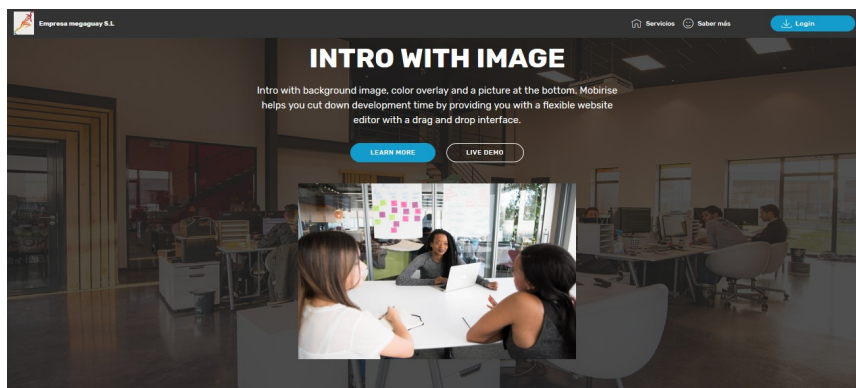 Empresa megaguay S.L
Servicios
Saber más
Login
INTRO WITH IMAGE
Intro with background image, color overlay and a picture at the bottom. Mobirise
helps you cut down development time by providing you with a flexible website
editor with a drag and drop interface.
LEARN MORE
LIVE DEMO